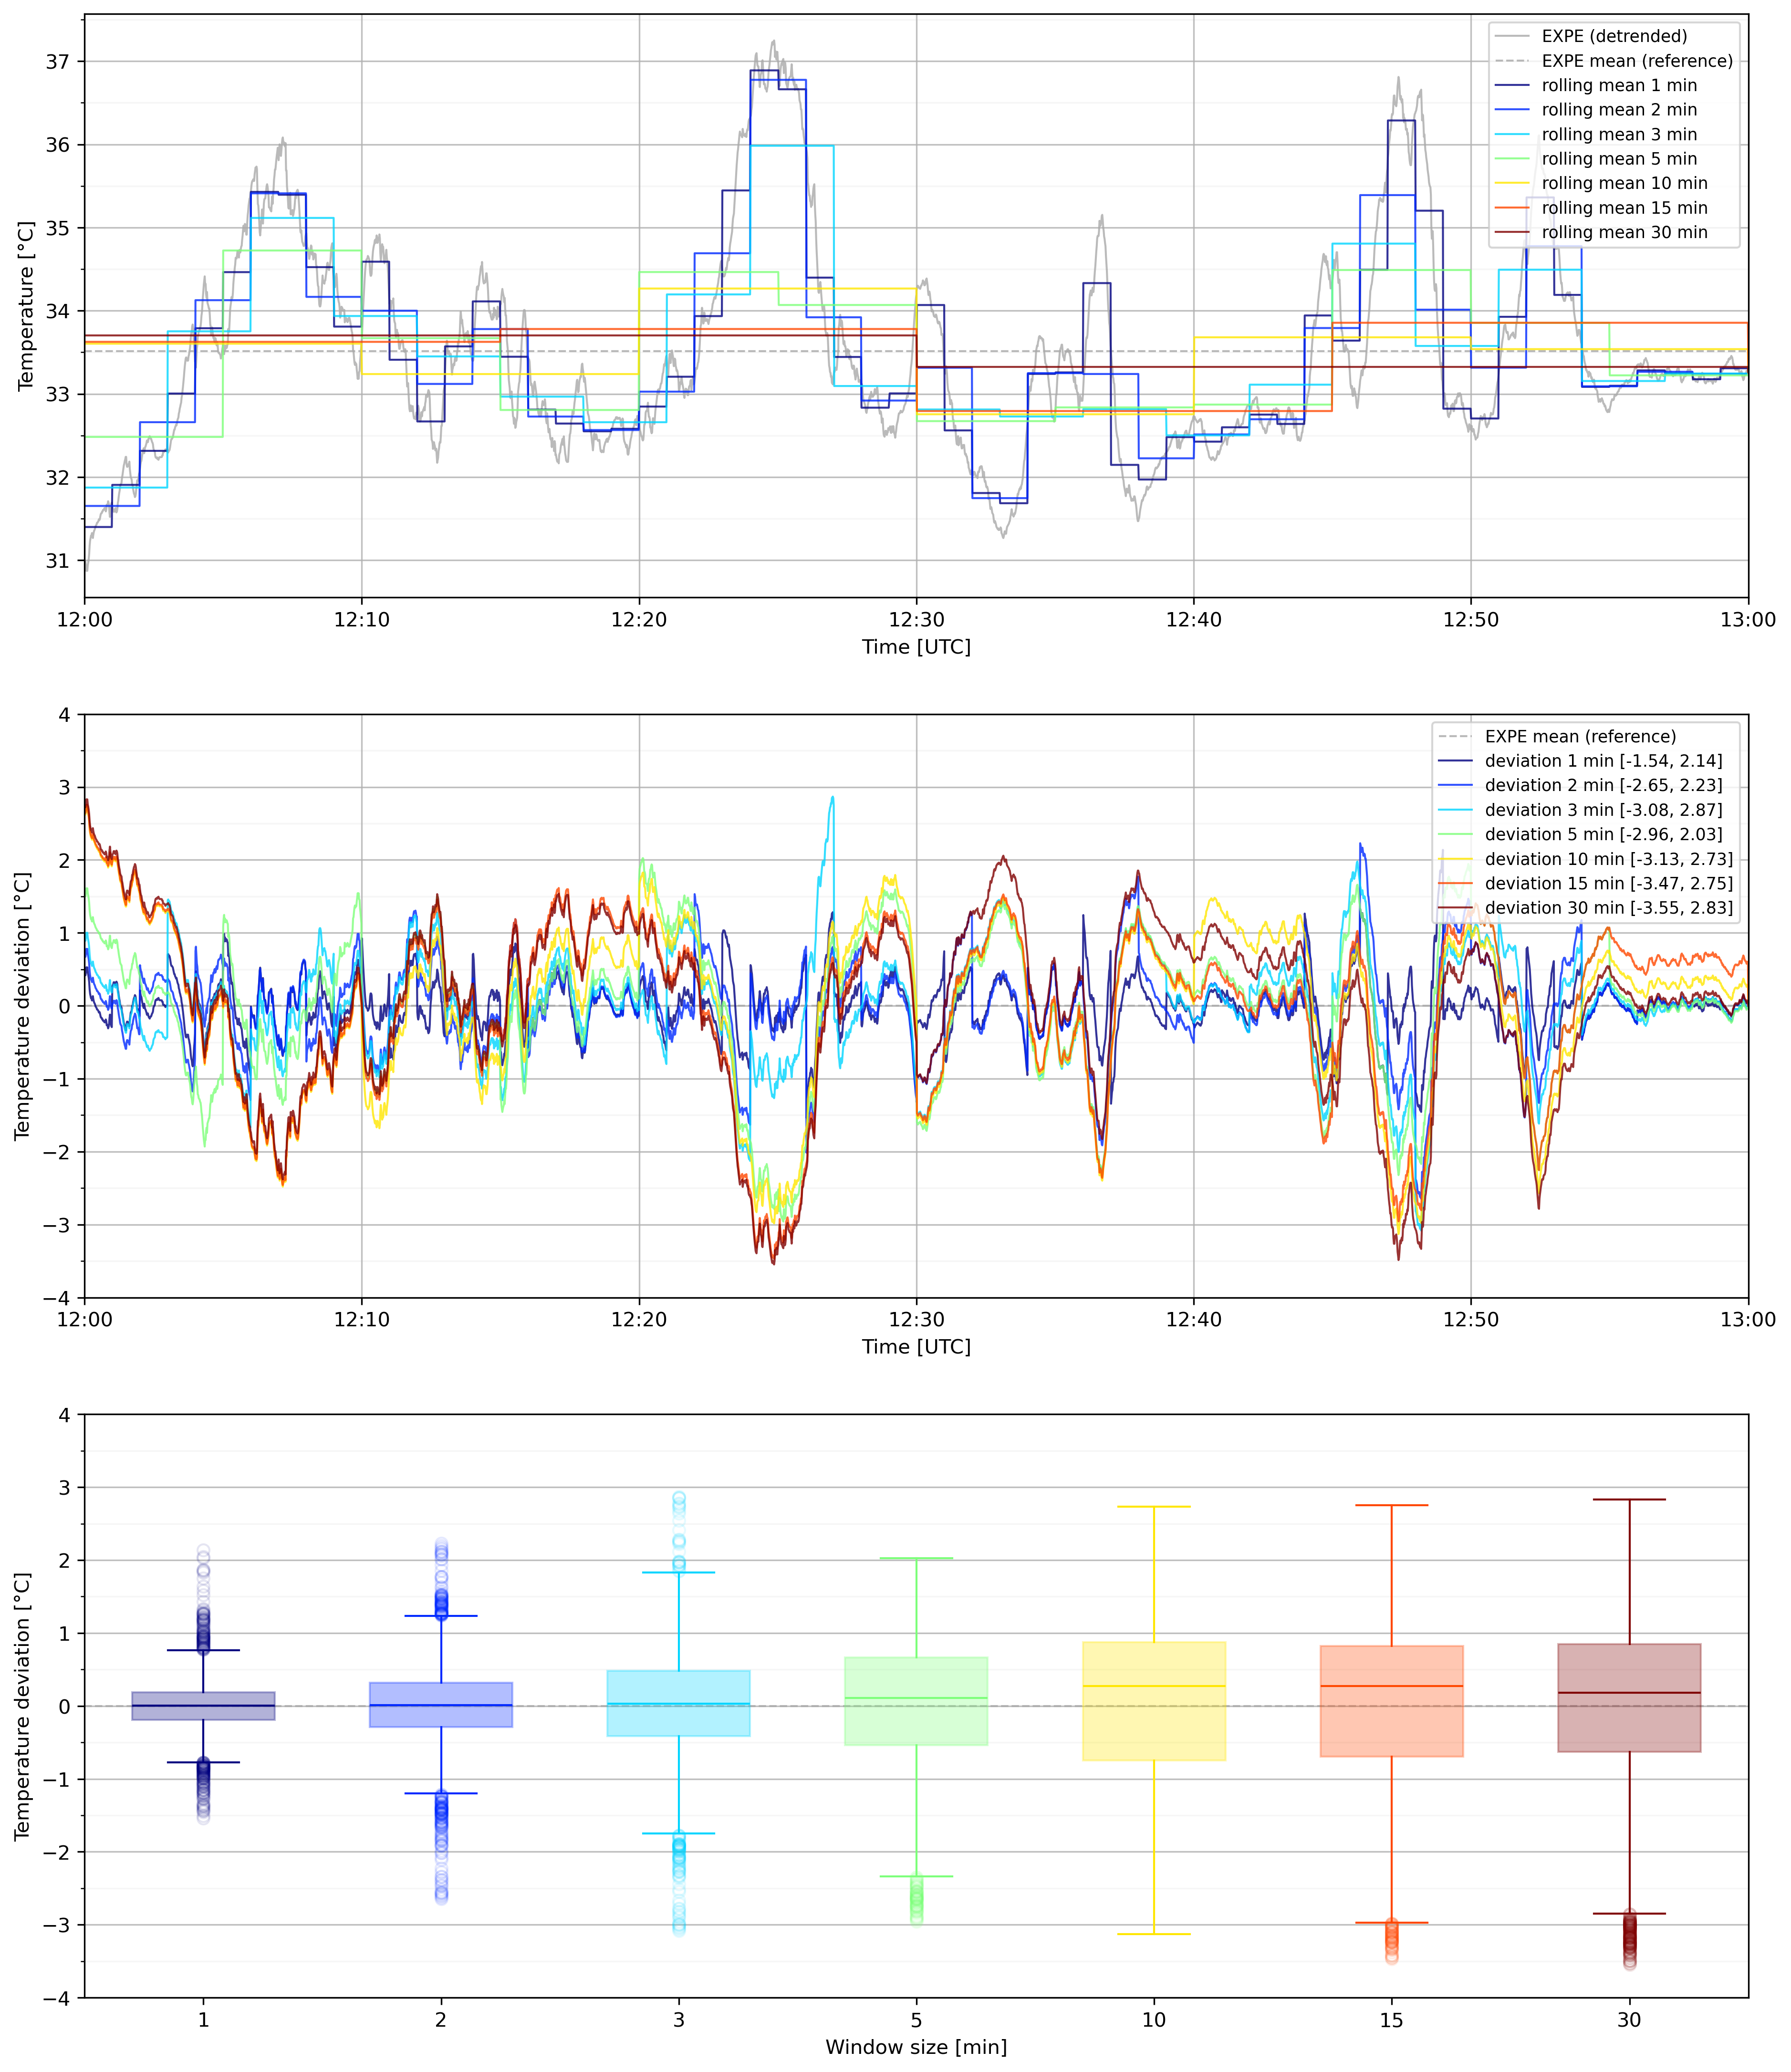 37
36
35
34
33
32
31
Temperature [°C]
EXPE (detrended)
EXPE mean (reference)
rolling mean 1 min
rolling mean 2 min
rolling mean 3 min
rolling mean 5 min
rolling mean 10 min
rolling mean 15 min
rolling mean 30 min
12:00 12:10 12:20 12:30 12:40 12:50 13:00
Time [UTC]
4
3
2
1
0
−1
−2
−3
−4
Temperature deviation [°C]
EXPE mean (reference)
deviation 1 min [-1.54, 2.14]
deviation 2 min [-2.65, 2.23]
deviation 3 min [-3.08, 2.87]
deviation 5 min [-2.96, 2.03]
deviation 10 min [-3.13, 2.73]
deviation 15 min [-3.47, 2.75]
deviation 30 min [-3.55, 2.83]
12:00 12:10 12:20 12:30 12:40 12:50 13:00
Time [UTC]
4
3
2
1
0
−1
−2
−3
−4
Temperature deviation [°C]
1 2 3 5 10 15 30
Window size [min]